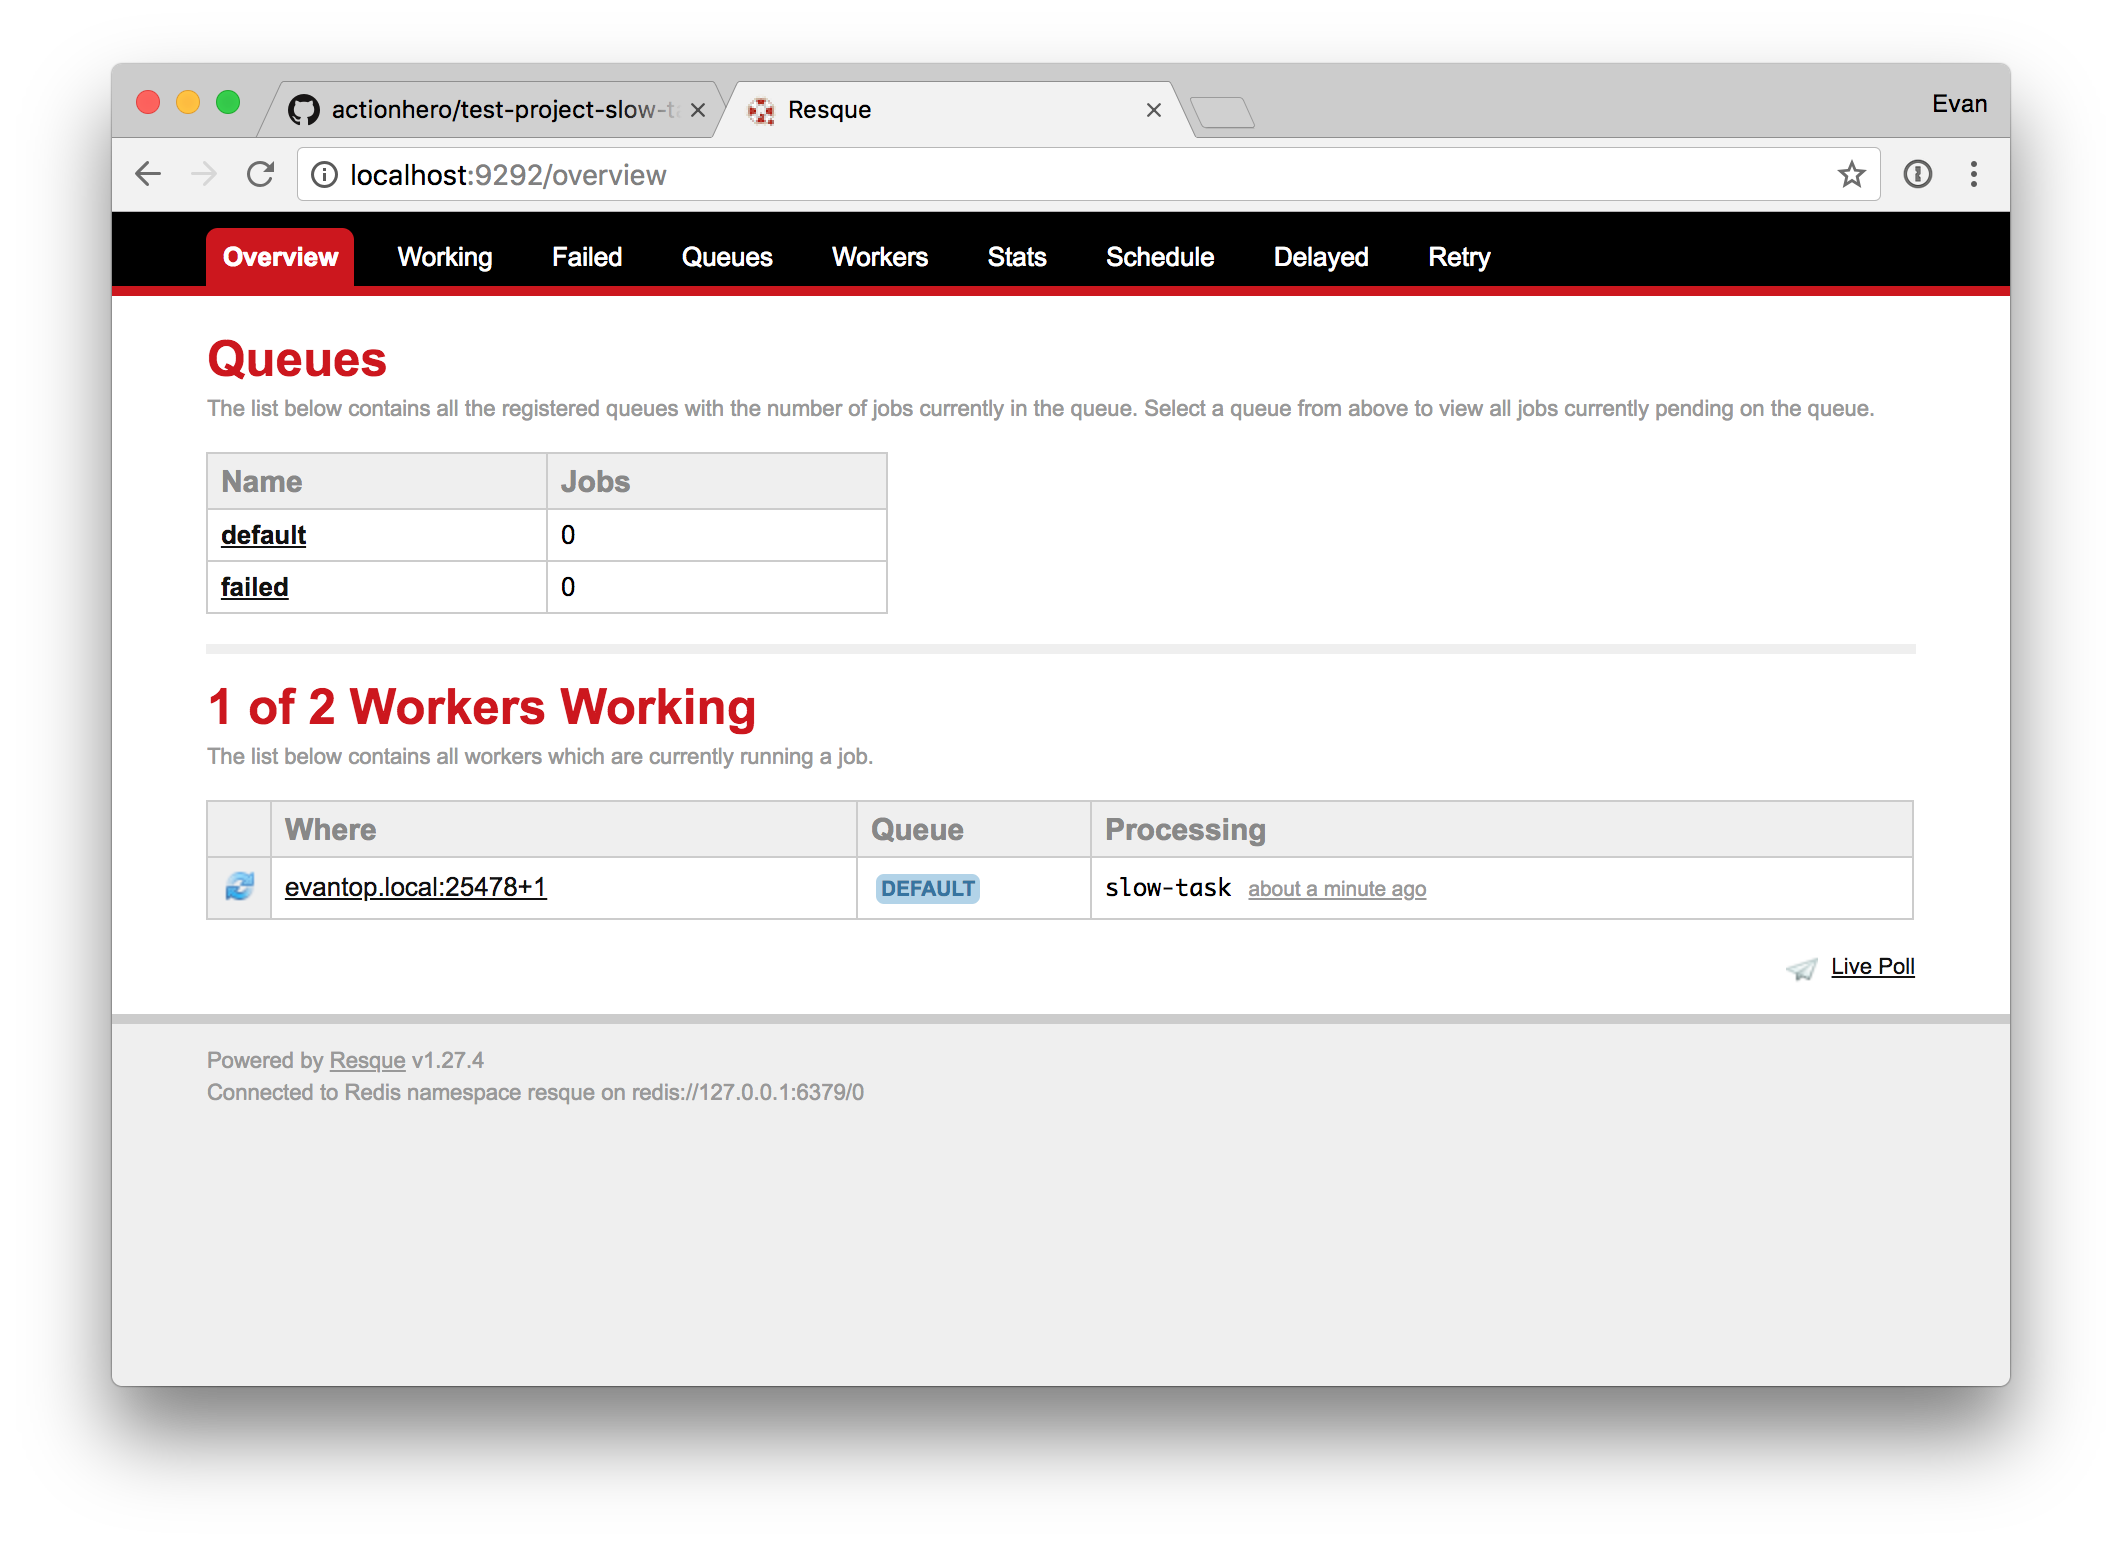 actionhero/test-project-slow-t
Resque
Evan
localhost:9292/overview
Overview Working Failed Queues Workers Stats Schedule Delayed Retry
Queues
The list below contains all the registered queues with the number of jobs currently in the queue. Select a queue from above to view all jobs currently pending on the queue.
Name Jobs
default 0
failed 0
1 of 2 Workers Working
The list below contains all workers which are currently running a job.
Where Queue Processing
evantop.local:25478+1 DEFAULT slow-task about a minute ago
Live Poll
Powered by Resque v1.27.4
Connected to Redis namespace resque on redis://127.0.0.1:6379/0